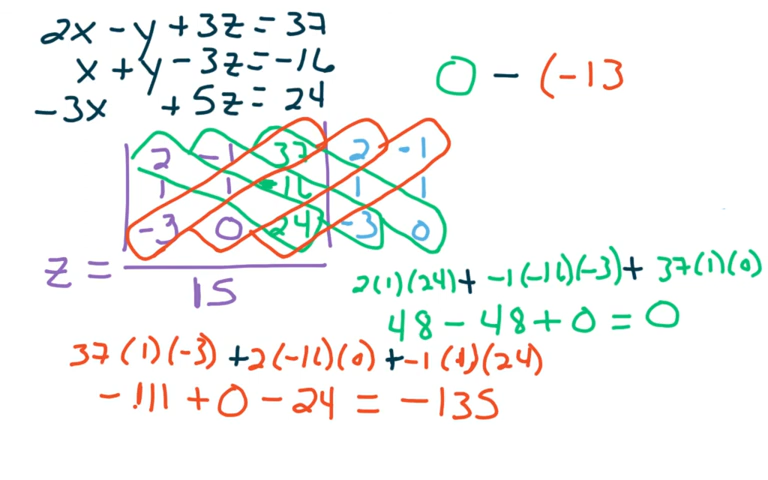 2x - y + 3z = 37
x + y - 3z = -16
-3x + 5z = 24
0 - (-13
2 -1 37 2 -1
1 1 -16 1 1
-3 0 24 -3 0
z =
15
2(1)(24) + -1(-16)(-3) + 37(1)(0)
48 - 48 + 0 = 0
37(1)(-3) + 2(-16)(0) + -1(1)(24)
-111 + 0 - 24 = -135